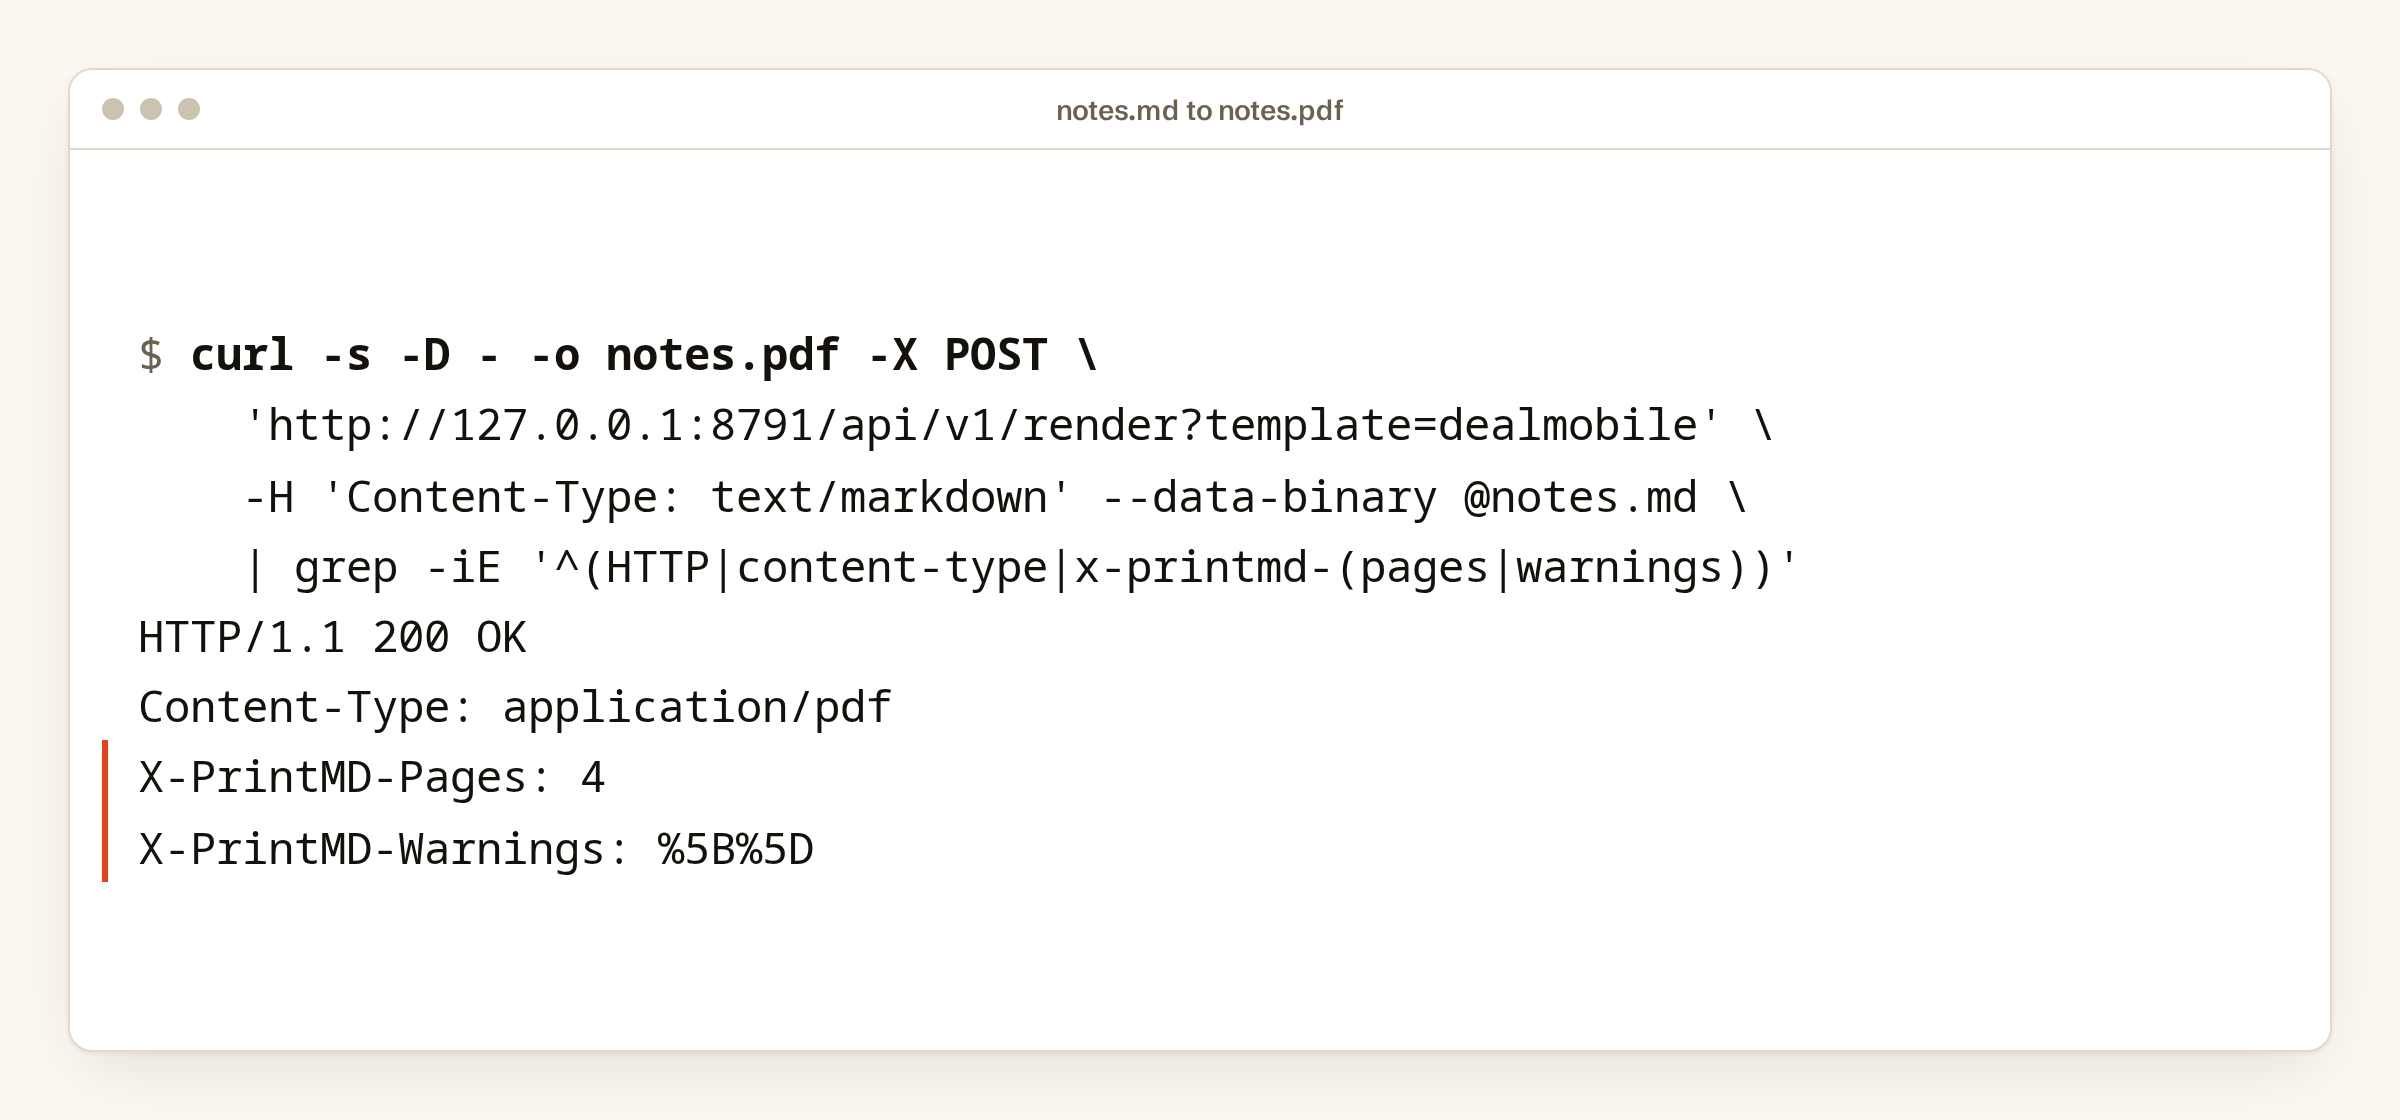 notes.md to notes.pdf
$ curl -s -D - -o notes.pdf -X POST \
    'http://127.0.0.1:8791/api/v1/render?template=dealmobile' \
    -H 'Content-Type: text/markdown' --data-binary @notes.md \
    | grep -iE '^(HTTP|content-type|x-printmd-(pages|warnings))'
HTTP/1.1 200 OK
Content-Type: application/pdf
X-PrintMD-Pages: 4
X-PrintMD-Warnings: %5B%5D